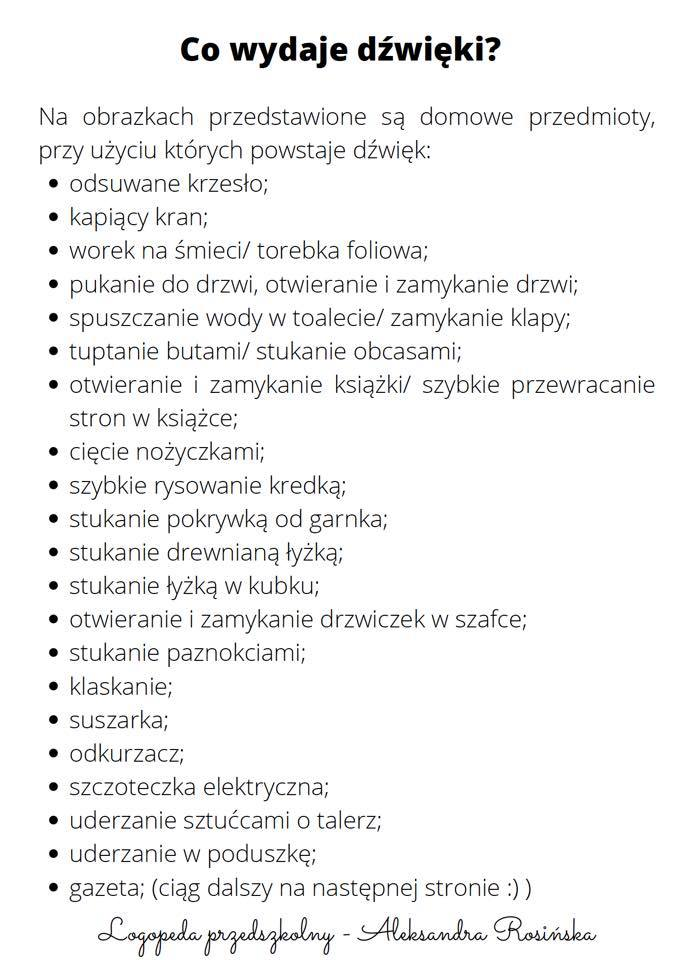 Co wydaje dźwięki?
Na obrazkach przedstawione są domowe przedmioty,
przy użyciu których powstaje dźwięk:
• odsuwane krzesło;
• kapiący kran;
• worek na śmieci/ torebka foliowa;
• pukanie do drzwi, otwieranie i zamykanie drzwi;
• spuszczanie wody w toalecie/ zamykanie klapy;
• tuptanie butami/ stukanie obcasami;
• otwieranie i zamykanie książki/ szybkie przewracanie
stron w książce;
• cięcie nożyczkami;
• szybkie rysowanie kredką;
• stukanie pokrywką od garnka;
• stukanie drewnianą łyżką;
• stukanie łyżką w kubku;
• otwieranie i zamykanie drzwiczek w szafce;
• stukanie paznokciami;
• klaskanie;
• suszarka;
• odkurzacz;
• szczoteczka elektryczna;
• uderzanie sztućcami o talerz;
• uderzanie w poduszkę;
• gazeta; (ciąg dalszy na następnej stronie :) )
Logopeda przedszkolny - Aleksandra Rosińska